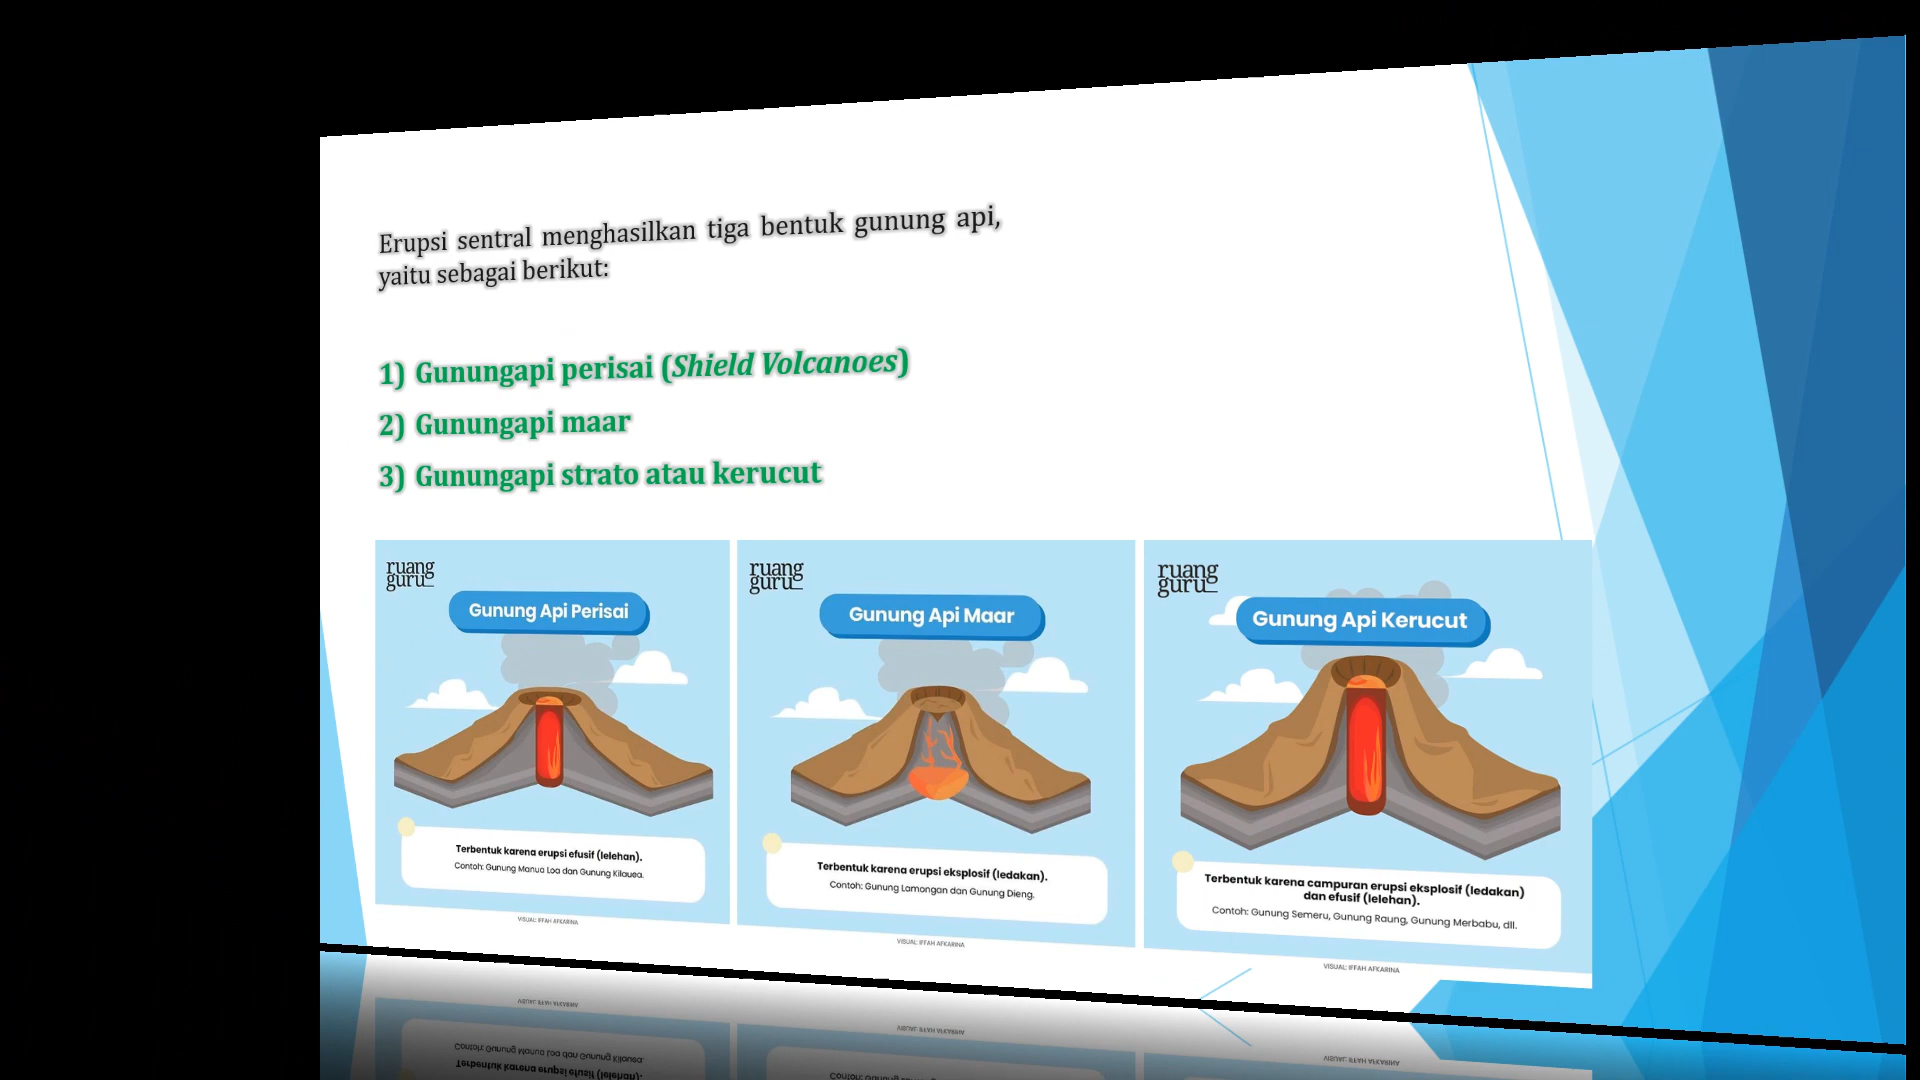 Erupsi sentral menghasilkan tiga bentuk gunung api,
yaitu sebagai berikut:
1) Gunungapi perisai (Shield Volcanoes)
2) Gunungapi maar
3) Gunungapi strato atau kerucut
ruang
guru
Gunung Api Perisai
Terbentuk karena erupsi efusif (lelehan).
Contoh: Gunung Manua Loa dan Gunung Kilauea.
VISUAL: IFFAH AFKARINA
ruang
guru
Gunung Api Maar
Terbentuk karena erupsi eksplosif (ledakan).
Contoh: Gunung Lamongan dan Gunung Dieng.
VISUAL: IFFAH AFKARINA
ruang
guru
Gunung Api Kerucut
Terbentuk karena campuran erupsi eksplosif (ledakan)
dan efusif (lelehan).
Contoh: Gunung Semeru, Gunung Raung, Gunung Merbabu, dll.
VISUAL: IFFAH AFKARINA